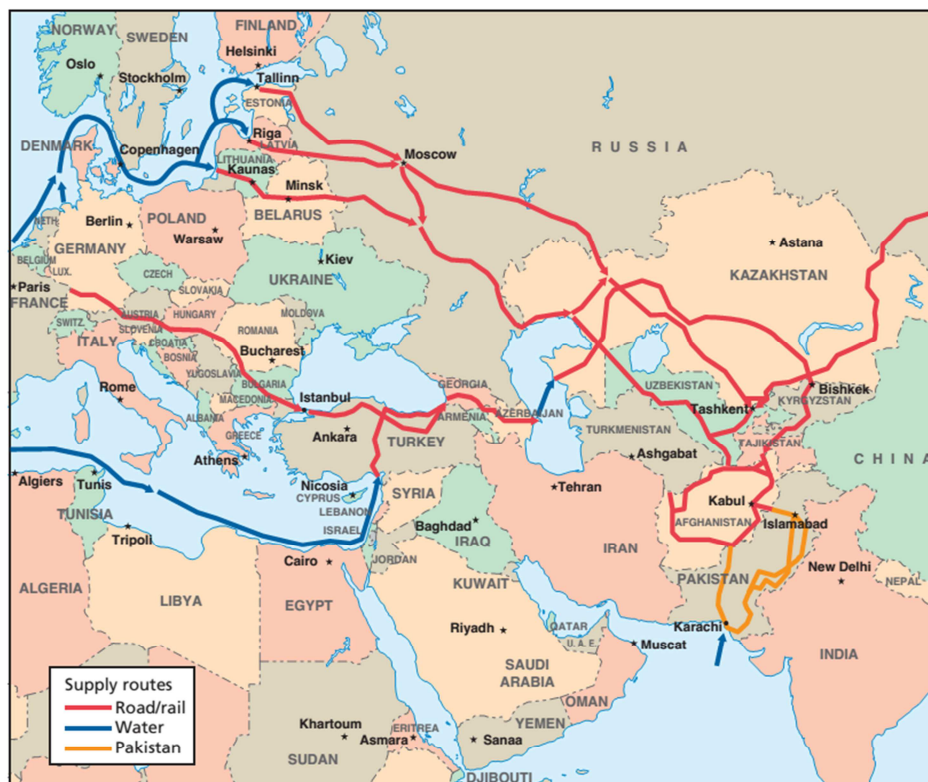 NORWAY
SWEDEN
FINLAND
Oslo
Helsinki
Stockholm
Tallinn
ESTONIA
Riga
LATVIA
DENMARK
Copenhagen
Moscow
RUSSIA
LITHUANIA
Kaunas
Minsk
BELARUS
NETH.
Berlin
POLAND
Warsaw
GERMANY
BELGIUM
LUX.
Kiev
UKRAINE
Astana
KAZAKHSTAN
CZECH
SLOVAKIA
Paris
FRANCE
AUSTRIA
HUNGARY
MOLDOVA
SWITZ.
SLOVENIA
CROATIA
ROMANIA
ITALY
BOSNIA
Bucharest
YUGOSLAVIA
BULGARIA
GEORGIA
UZBEKISTAN
Bishkek
KYRGYZSTAN
Rome
MACEDONIA
Istanbul
ALBANIA
ARMENIA
AZERBAIJAN
Tashkent
TURKMENISTAN
GREECE
Ankara
TURKEY
TAJIKISTAN
Athens
Ashgabat
CHINA
Algiers
Tunis
Nicosia
CYPRUS
SYRIA
Tehran
Kabul
TUNISIA
LEBANON
AFGHANISTAN
Islamabad
Tripoli
ISRAEL
Baghdad
IRAQ
IRAN
Cairo
JORDAN
PAKISTAN
New Delhi
ALGERIA
LIBYA
EGYPT
KUWAIT
NEPAL
Riyadh
QATAR
U. A. E.
Karachi
Muscat
INDIA
SAUDI
ARABIA
OMAN
YEMEN
Khartoum
ERITREA
Asmara
Sanaa
SUDAN
DJIBOUTI
Supply routes
Road/rail
Water
Pakistan